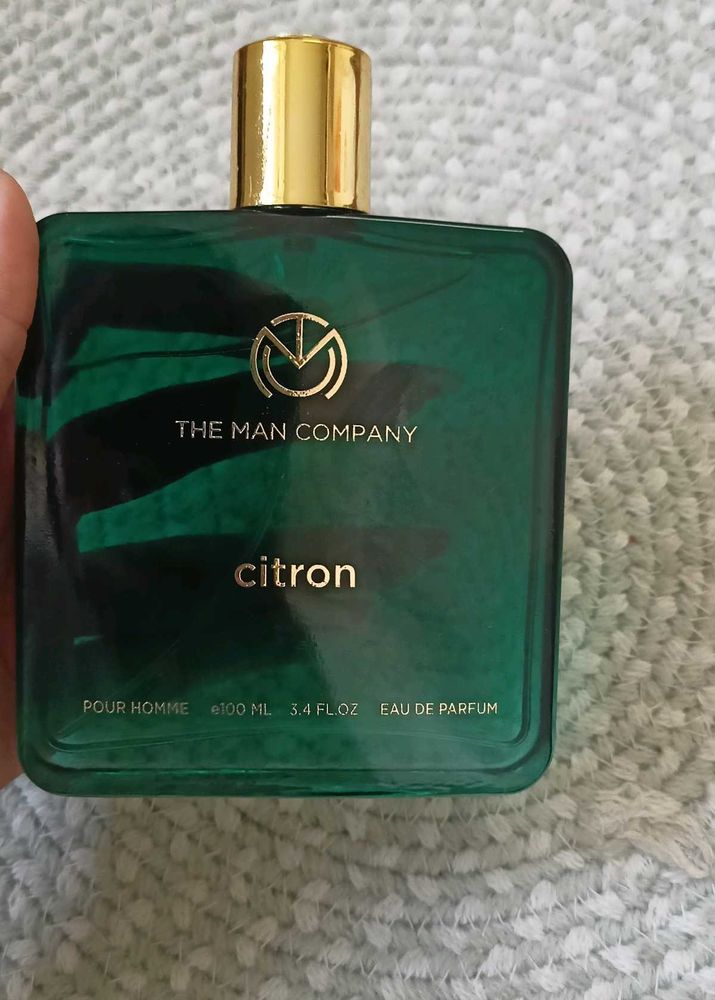 THE MAN COMPANY
citron
POUR HOMME e100 ML 3.4 FL.OZ EAU DE PARFUM